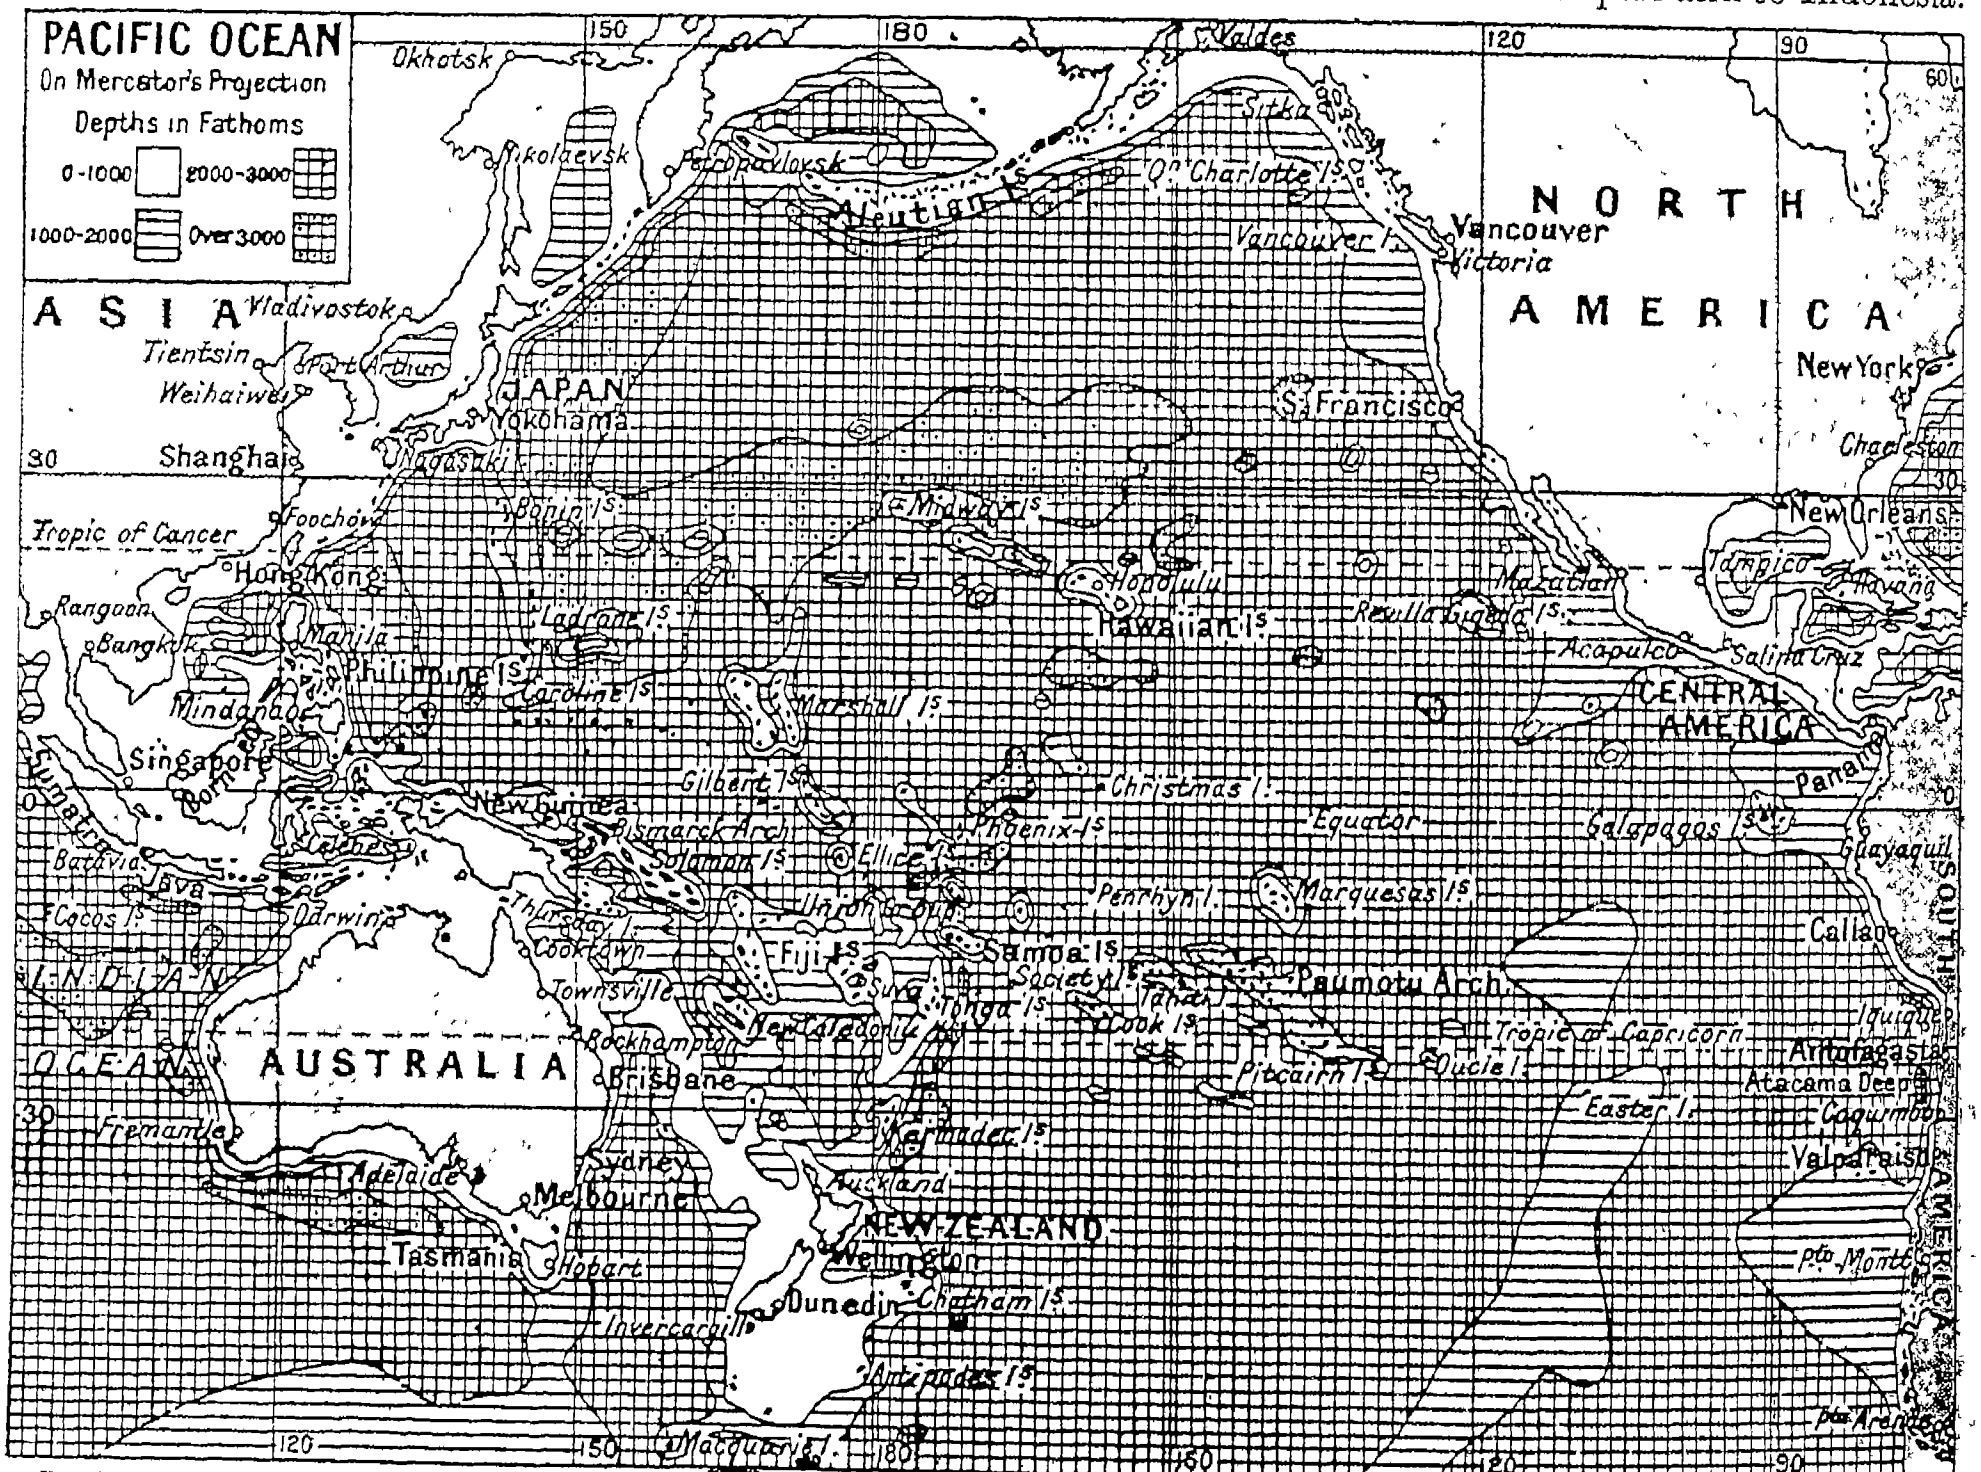 to Indonesia.
PACIFIC OCEAN
On Mercator's Projection
Depths in Fathoms
0-1000
2000-3000
1000-2000
Over 3000
150
180
120
90
60
Okhotsk
Valdes
Sitka
Nikolaevsk
Petropavlovsk
Qn Charlotte Is.
Aleutian Is
NORTH
AMERICA
Vancouver I.
Vancouver
Victoria
ASIA
Vladivostok
Tientsin
Port Arthur
Weihaiwei
JAPAN
Yokohama
S. Francisco
New York
30
Shanghai
Nagasaki
Charleston
30
Bonin Is.
Midway Is
New Orleans
Foochow
Tropic of Cancer
Hong Kong
Honolulu
Mazatlan
Tampico
Havana
Rangoon
Ladrone Is.
Hawaiian Is
Revilla Gigedo Is.
Bangkok
Manila
Acapulco
Salina Cruz
Philippine Is
Caroline Is
Marshall Is.
CENTRAL
AMERICA
Mindanao
Singapore
Borneo
Sumatra
Panama
0
0
Gilbert Is
Christmas I.
New Guinea
Bismarck Arch
Phoenix Is
Equator
Galapagos Is
Celebes
Solomon Is
Ellice Is
Guayaquil
Batavia
Java
Cocos Is.
Darwin
Thursday I.
Union Group
Penrhyn I.
Marquesas Is.
Cooktown
Fiji Is
Samoa Is
Callao
INDIAN
OCEAN
Townsville
Suva
Society Is
Tahiti I.
Paumotu Arch.
Tonga Is
New Caledonia
Cook Is
Tropic of Capricorn
Iquique
Rockhampton
AUSTRALIA
Brisbane
Pitcairn I.
Ducie I.
Antofagasta
Atacama Deep
30
Easter I.
Coquimbo
Fremantle
Kermadec Is
Sydney
Valparaiso
Adelaide
Auckland
Melbourne
NEW ZEALAND
SOUTH AMERICA
Tasmania
Hobart
Wellington
Pto. Montt
Dunedin
Chatham Is.
Invercargill
Antipodes Is.
Pta Arenas
Macquarie I.
120
150
180
150
120
90